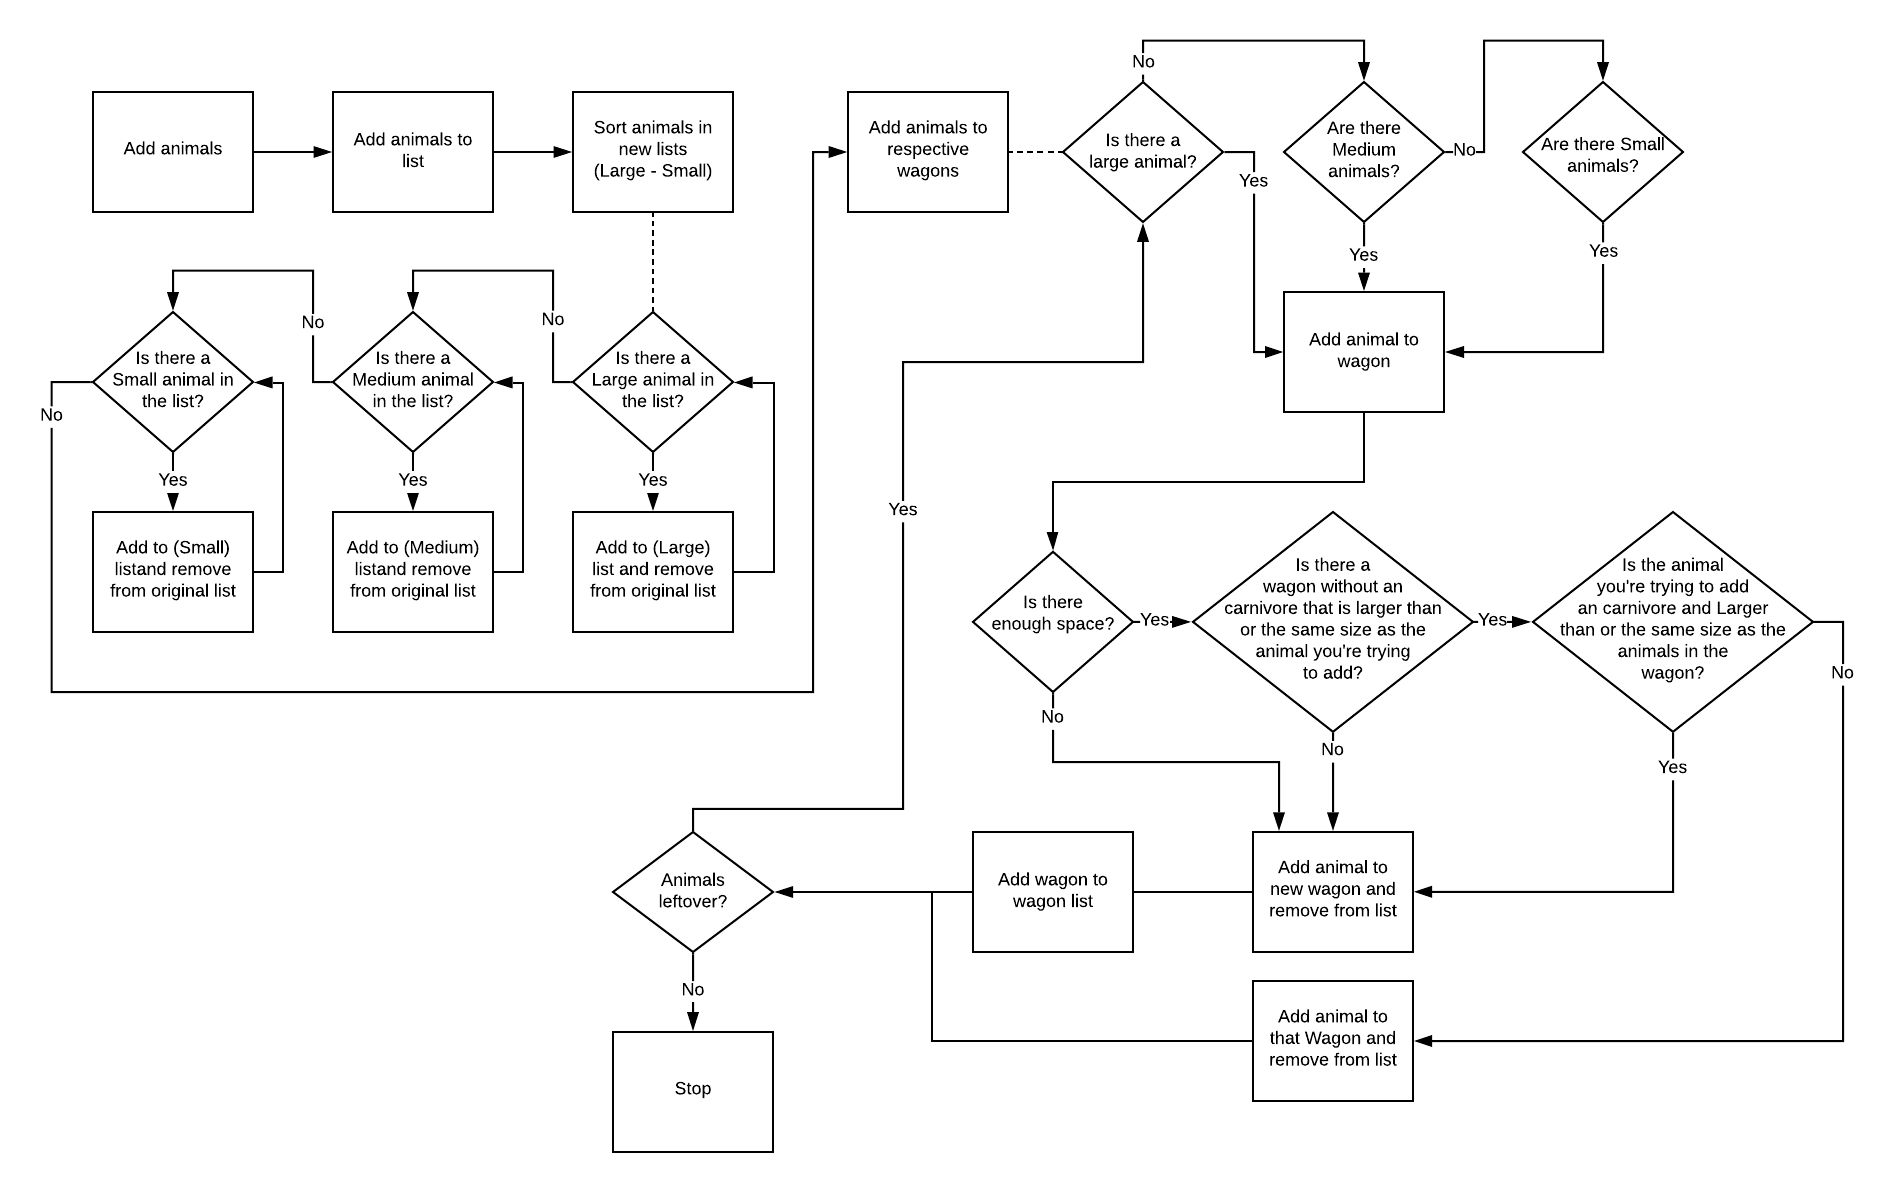 Add animals
Add animals to
list
Sort animals in
new lists
(Large - Small)
Add animals to
respective
wagons
No
Is there a
large animal?
Yes
Are there
Medium
animals?
No
Yes
Are there Small
animals?
Yes
Add animal to
wagon
No
Is there a
Small animal in
the list?
No
Is there a
Medium animal
in the list?
No
Is there a
Large animal in
the list?
Yes
Yes
Yes
Add to (Small)
listand remove
from original list
Add to (Medium)
listand remove
from original list
Add to (Large)
list and remove
from original list
Yes
Is there
enough space?
Yes
Is there a
wagon without an
carnivore that is larger than
or the same size as the
animal you're trying
to add?
Yes
Is the animal
you're trying to add
an carnivore and Larger
than or the same size as the
animals in the
wagon?
No
No
No
Yes
Animals
leftover?
Add wagon to
wagon list
Add animal to
new wagon and
remove from list
No
Add animal to
that Wagon and
remove from list
Stop